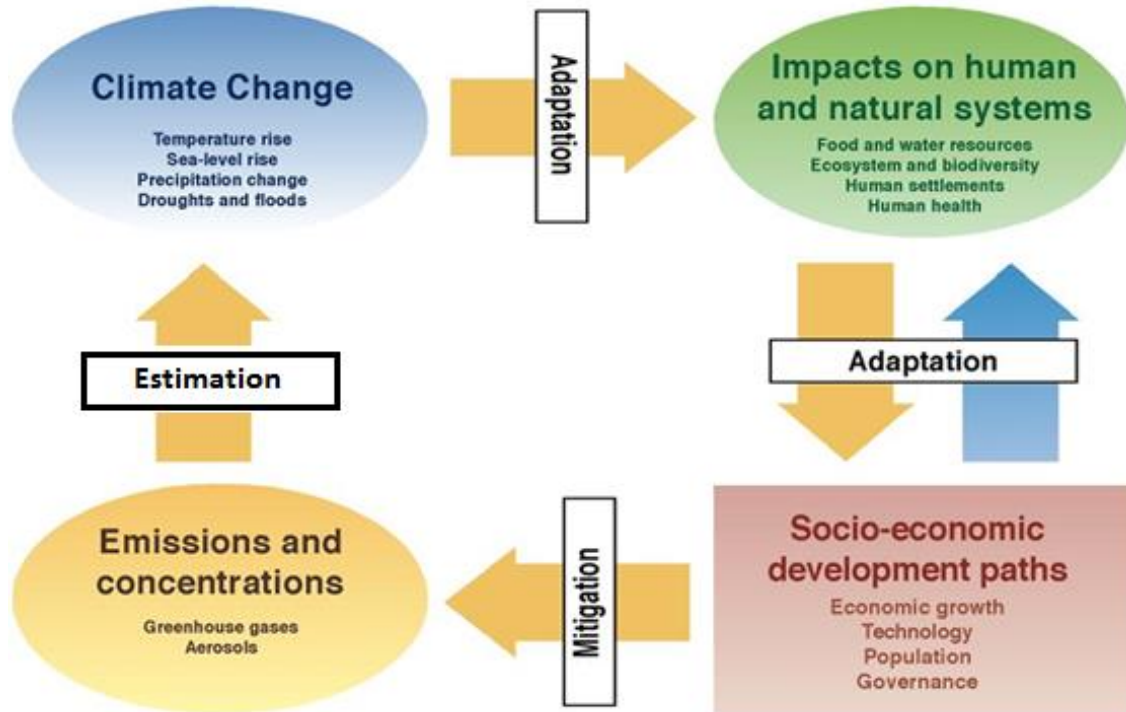 Climate Change
Temperature rise
Sea-level rise
Precipitation change
Droughts and floods
Adaptation
Impacts on human
and natural systems
Food and water resources
Ecosystem and biodiversity
Human settlements
Human health
Estimation
Adaptation
Emissions and
concentrations
Greenhouse gases
Aerosols
Mitigation
Socio-economic
development paths
Economic growth
Technology
Population
Governance